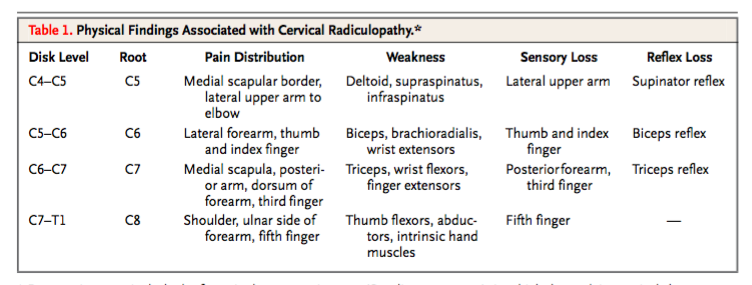 Table 1. Physical Findings Associated with Cervical Radiculopathy.*
Disk Level Root Pain Distribution Weakness Sensory Loss Reflex Loss
C4–C5 C5 Medial scapular border, Deltoid, supraspinatus, Lateral upper arm Supinator reflex
lateral upper arm to infraspinatus
elbow
C5–C6 C6 Lateral forearm, thumb Biceps, brachioradialis, Thumb and index Biceps reflex
and index finger wrist extensors finger
C6–C7 C7 Medial scapula, posteri- Triceps, wrist flexors, Posterior forearm, Triceps reflex
or arm, dorsum of finger extensors third finger
forearm, third finger
C7–T1 C8 Shoulder, ulnar side of Thumb flexors, abduc- Fifth finger —
forearm, fifth finger tors, intrinsic hand
muscles